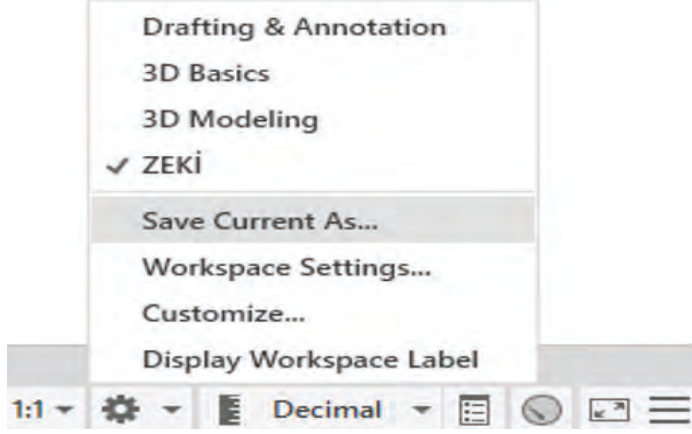 Drafting & Annotation
3D Basics
3D Modeling
ZEKİ
Save Current As...
Workspace Settings...
Customize...
Display Workspace Label
1:1 Decimal